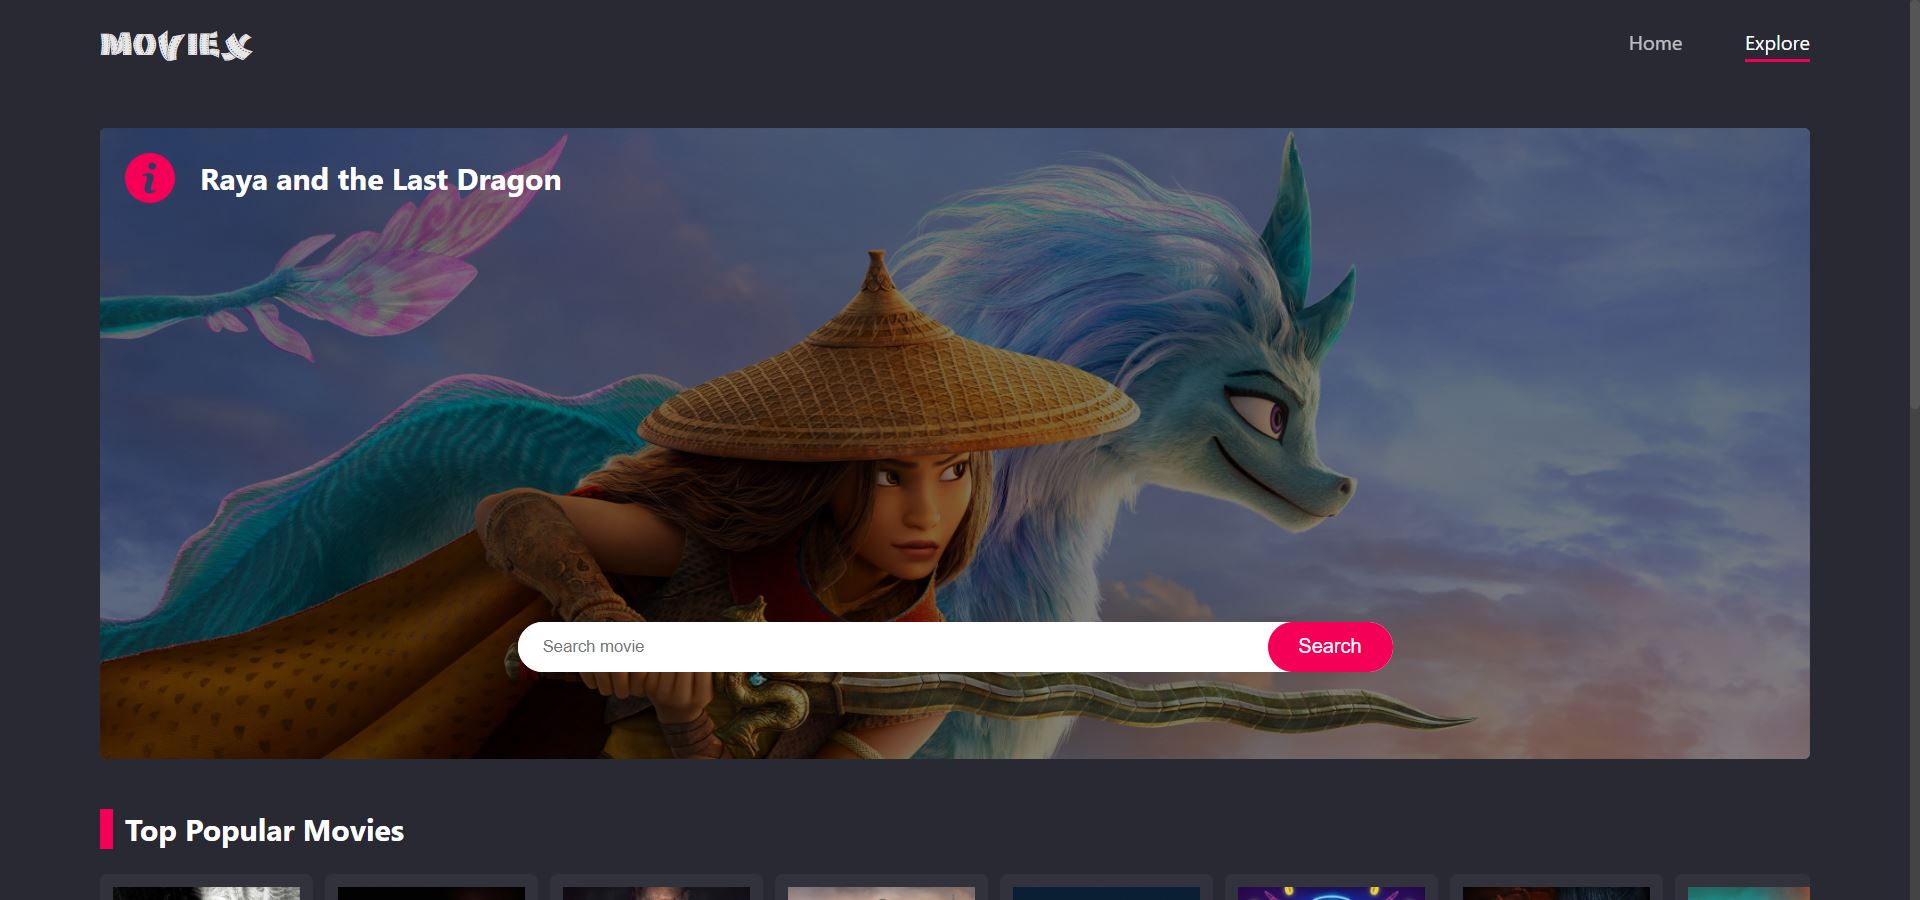 MOVIEX
Home
Explore
i
Raya and the Last Dragon
Search movie
Search
Top Popular Movies